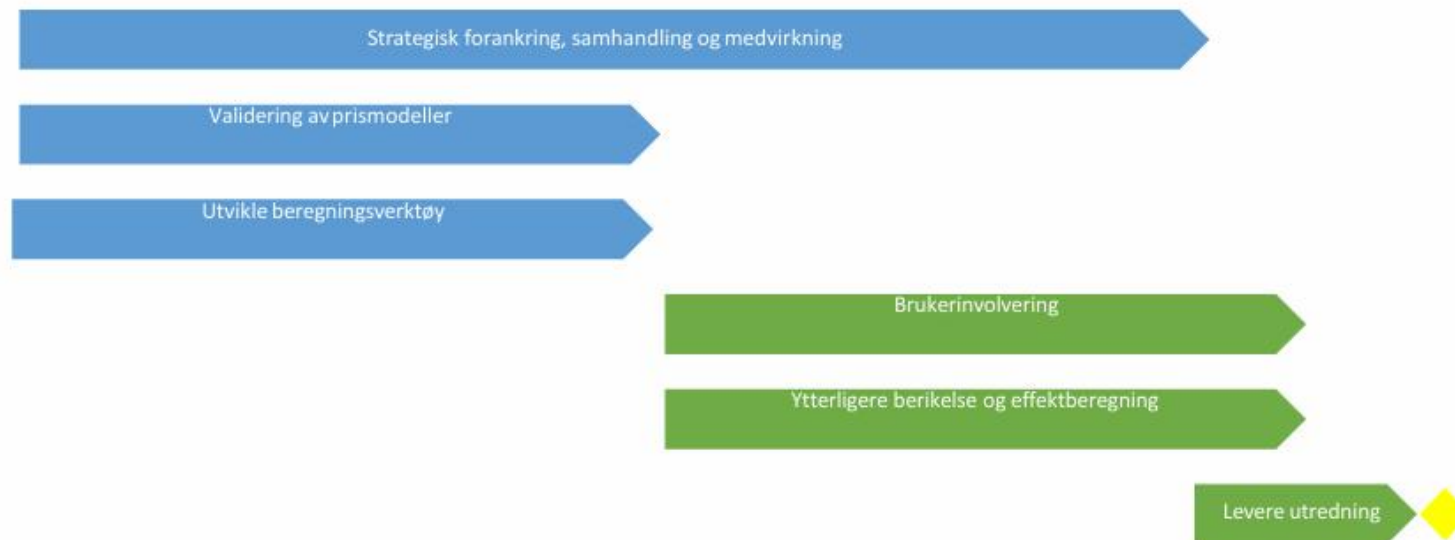 Strategisk forankring, samhandling og medvirkning
Validering av prismodeller
Utvikle beregningsverktøy
Brukerinvolvering
Ytterligere berikelse og effektberegning
Levere utredning